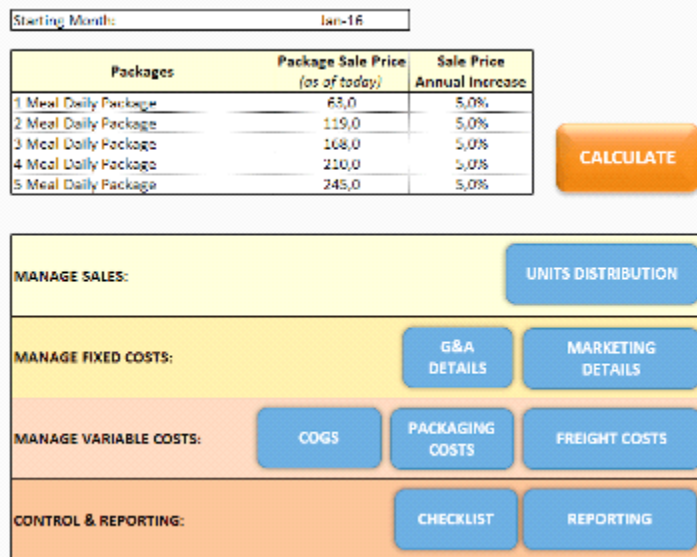 Starting Month: Jan-16
Packages Package Sale Price (as of today) Sale Price Annual Increase
1 Meal Daily Package 63,0 5,0%
2 Meal Daily Package 119,0 5,0%
3 Meal Daily Package 168,0 5,0%
4 Meal Daily Package 210,0 5,0%
5 Meal Daily Package 245,0 5,0%
CALCULATE
MANAGE SALES: UNITS DISTRIBUTION
MANAGE FIXED COSTS: G&A DETAILS MARKETING DETAILS
MANAGE VARIABLE COSTS: COGS PACKAGING COSTS FREIGHT COSTS
CONTROL & REPORTING: CHECKLIST REPORTING